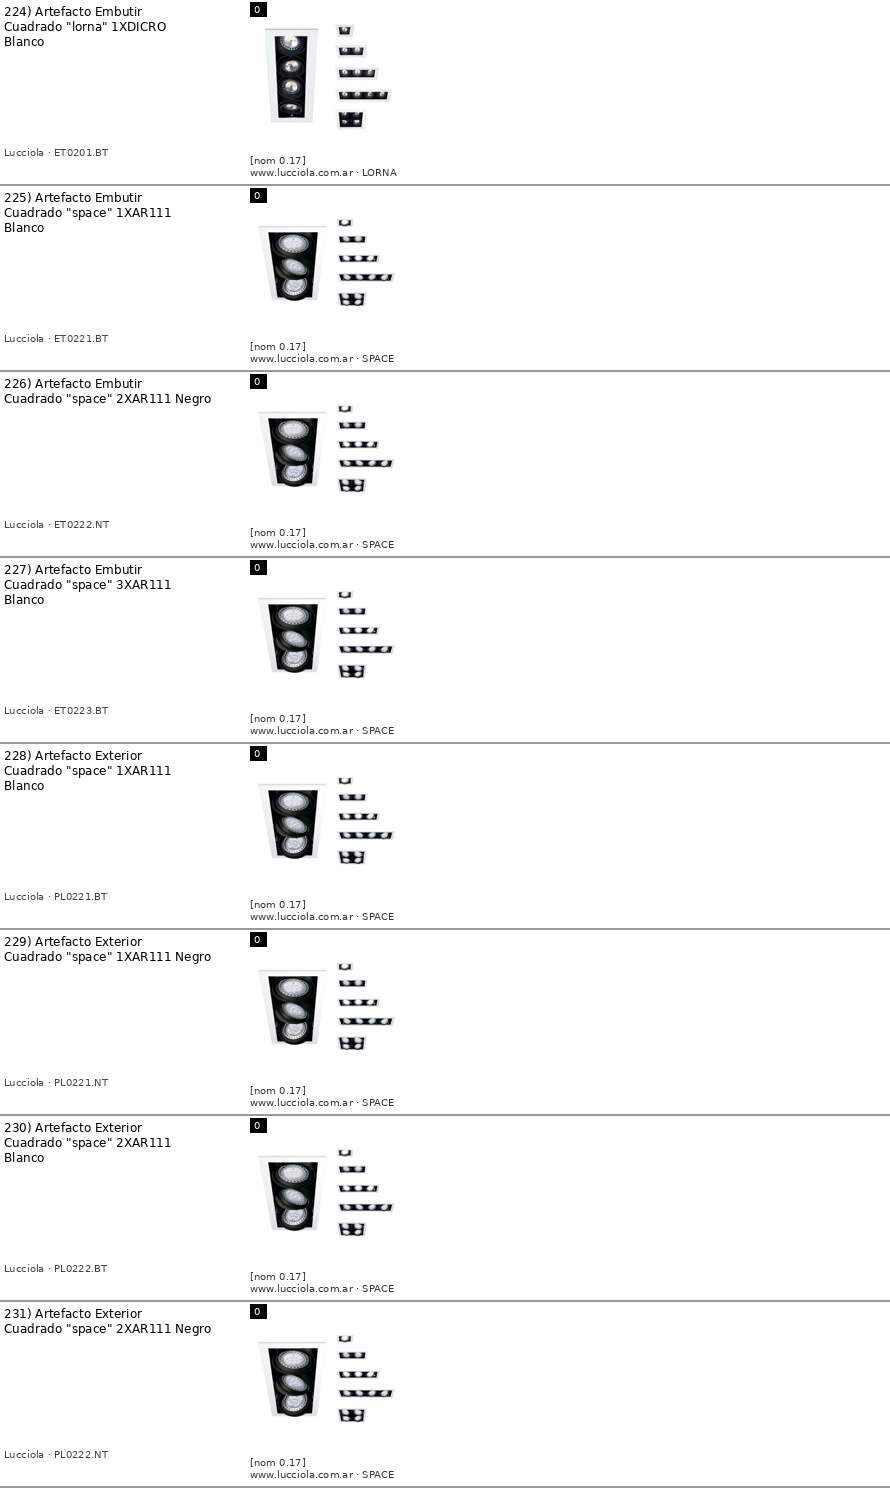 224) Artefacto Embutir
Cuadrado "lorna" 1XDICRO
Blanco
Lucciola · ET0201.BT
0
[nom 0.17]
www.lucciola.com.ar · LORNA
225) Artefacto Embutir
Cuadrado "space" 1XAR111
Blanco
Lucciola · ET0221.BT
0
[nom 0.17]
www.lucciola.com.ar · SPACE
226) Artefacto Embutir
Cuadrado "space" 2XAR111 Negro
Lucciola · ET0222.NT
0
[nom 0.17]
www.lucciola.com.ar · SPACE
227) Artefacto Embutir
Cuadrado "space" 3XAR111
Blanco
Lucciola · ET0223.BT
0
[nom 0.17]
www.lucciola.com.ar · SPACE
228) Artefacto Exterior
Cuadrado "space" 1XAR111
Blanco
Lucciola · PL0221.BT
0
[nom 0.17]
www.lucciola.com.ar · SPACE
229) Artefacto Exterior
Cuadrado "space" 1XAR111 Negro
Lucciola · PL0221.NT
0
[nom 0.17]
www.lucciola.com.ar · SPACE
230) Artefacto Exterior
Cuadrado "space" 2XAR111
Blanco
Lucciola · PL0222.BT
0
[nom 0.17]
www.lucciola.com.ar · SPACE
231) Artefacto Exterior
Cuadrado "space" 2XAR111 Negro
Lucciola · PL0222.NT
0
[nom 0.17]
www.lucciola.com.ar · SPACE